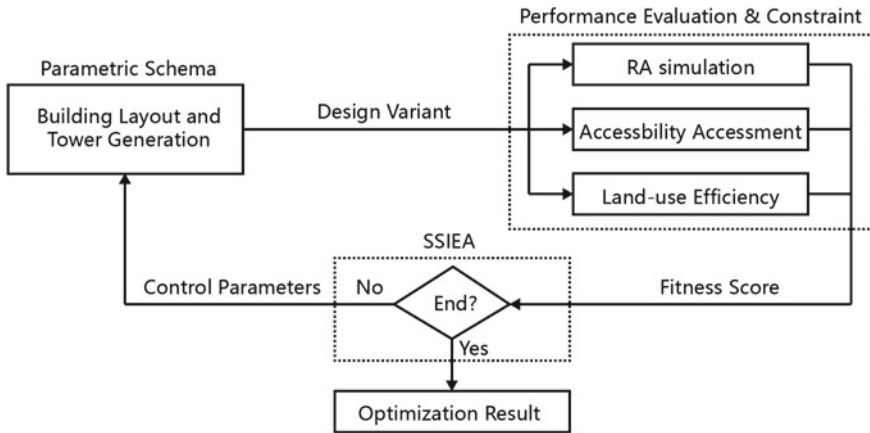 Performance Evaluation & Constraint
Parametric Schema
Building Layout and
Tower Generation
Design Variant
RA simulation
Accessbility Accessment
Land-use Efficiency
SSIEA
Control Parameters
No
End?
Fitness Score
Yes
Optimization Result